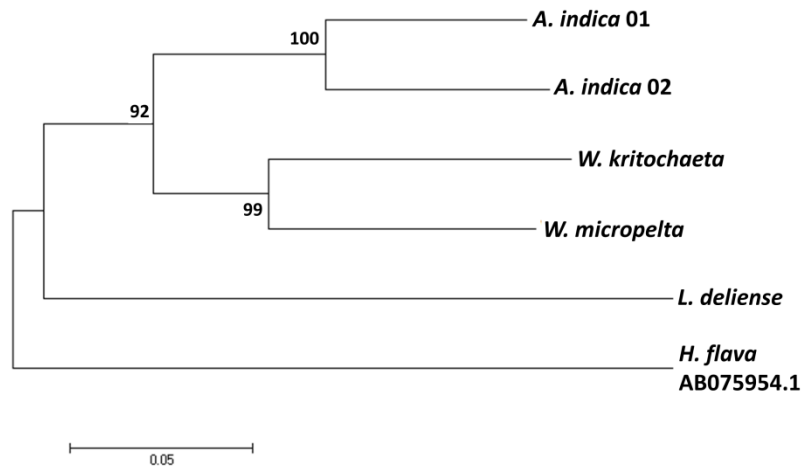 A. indica 01
100
A. indica 02
92
W. kritochaeta
99
W. micropelta
L. deliense
H. flava
AB075954.1
0.05